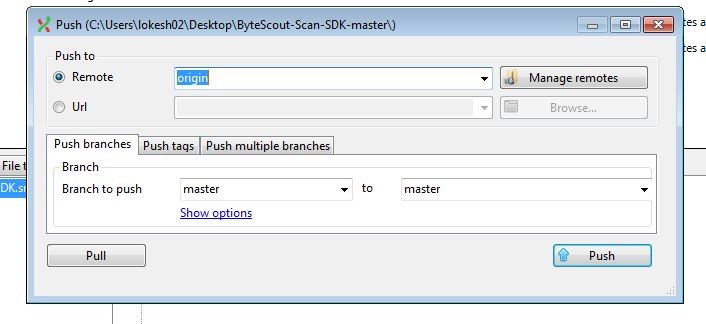 Push (C:\Users\lokesh02\Desktop\ByteScout-Scan-SDK-master\)
tes a
Push to
Remote origin Manage remotes
tes a
Url Browse...
Push branches Push tags Push multiple branches
File t
Branch
DK.sr
Branch to push master to master
Show options
Pull Push